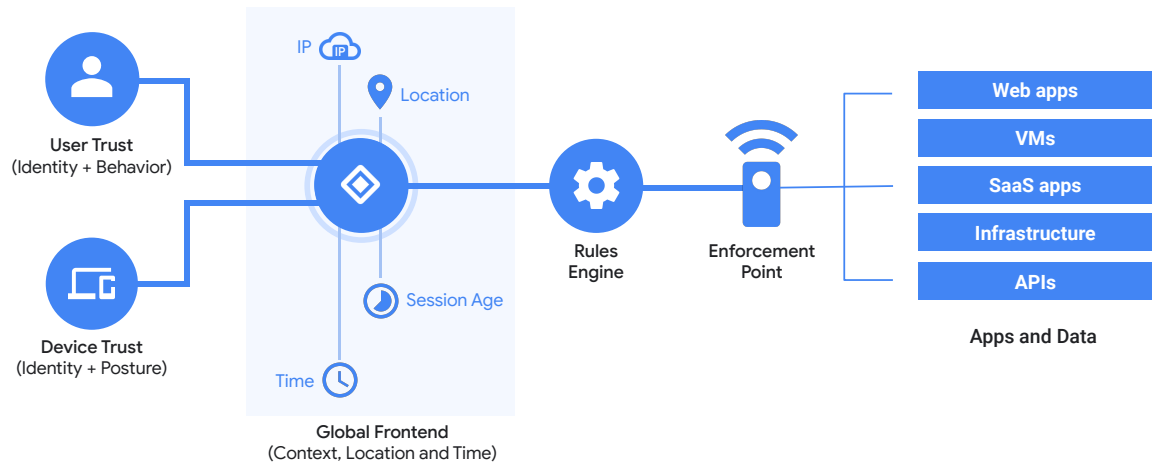 User Trust
(Identity + Behavior)
Device Trust
(Identity + Posture)
IP
IP
Location
Session Age
Time
Global Frontend
(Context, Location and Time)
Rules
Engine
Enforcement
Point
Web apps
VMs
SaaS apps
Infrastructure
APIs
Apps and Data